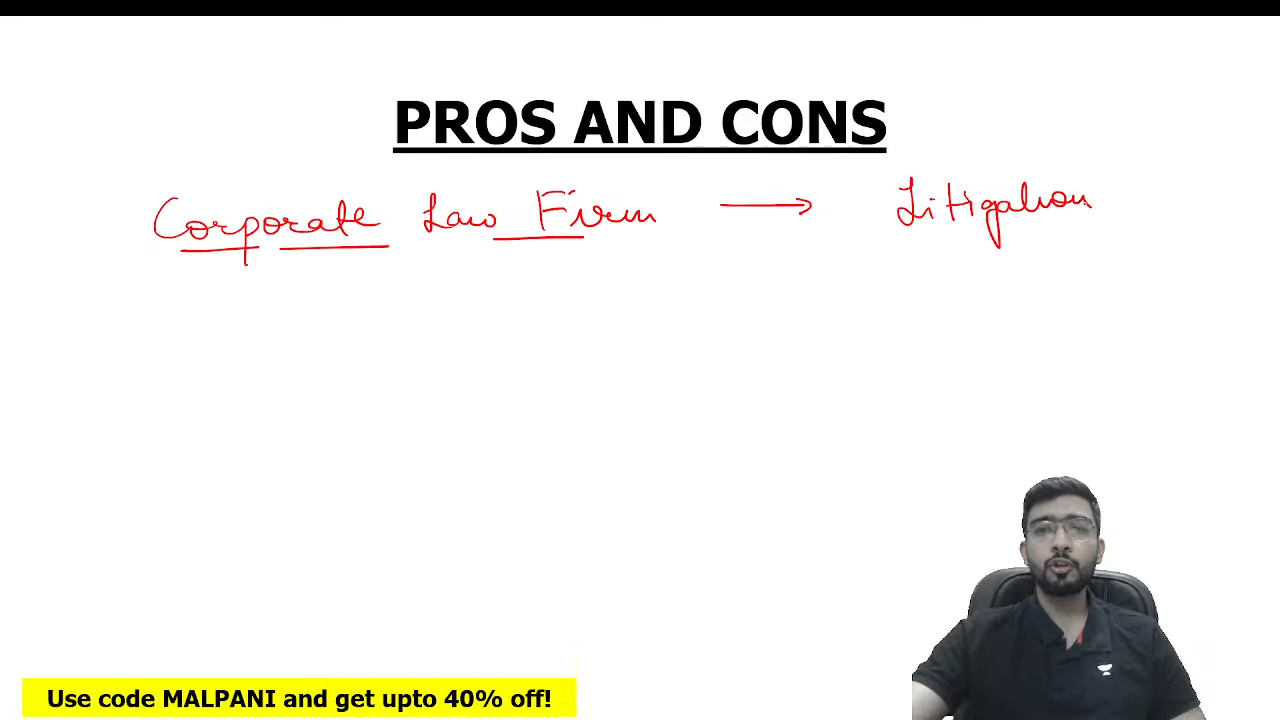 PROS AND CONS
Corporate Law Firm → Litigation
Use code MALPANI and get upto 40% off!